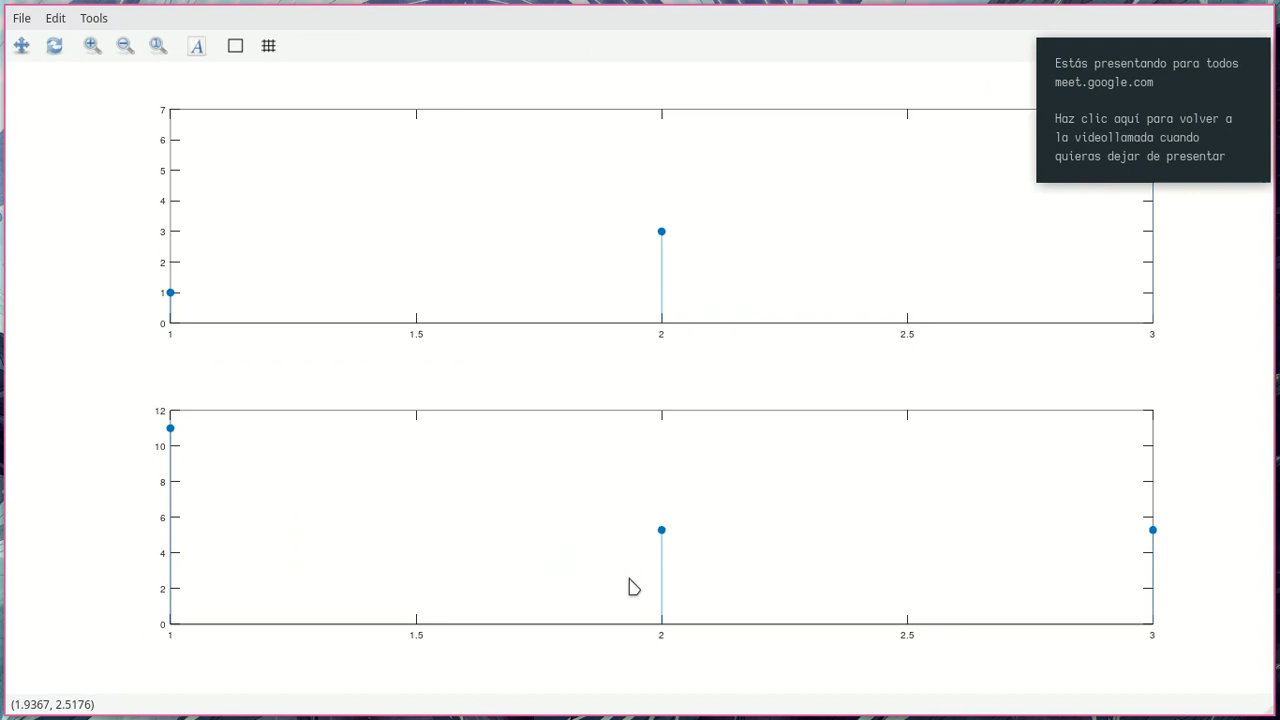 File Edit Tools
A
Estás presentando para todos
meet.google.com
Haz clic aquí para volver a
la videollamada cuando
quieras dejar de presentar
7
6
5
4
3
2
1
0
1 1.5 2 2.5 3
12
10
8
6
4
2
0
1 1.5 2 2.5 3
(1.9367, 2.5176)